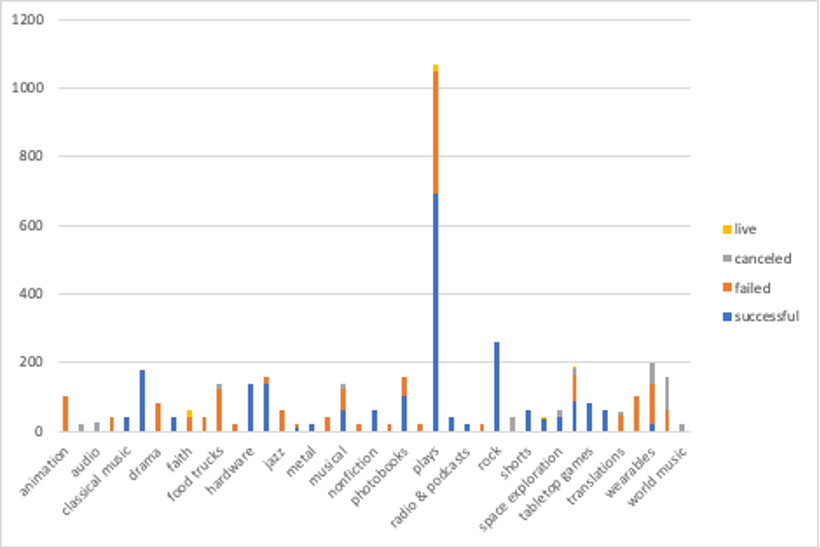 1200
1000
800
600
400
200
0
live
canceled
failed
successful
animation
audio
classical music
drama
faith
food trucks
hardware
jazz
metal
musical
nonfiction
photobooks
plays
radio & podcasts
rock
shorts
space exploration
tabletop games
translations
wearables
world music